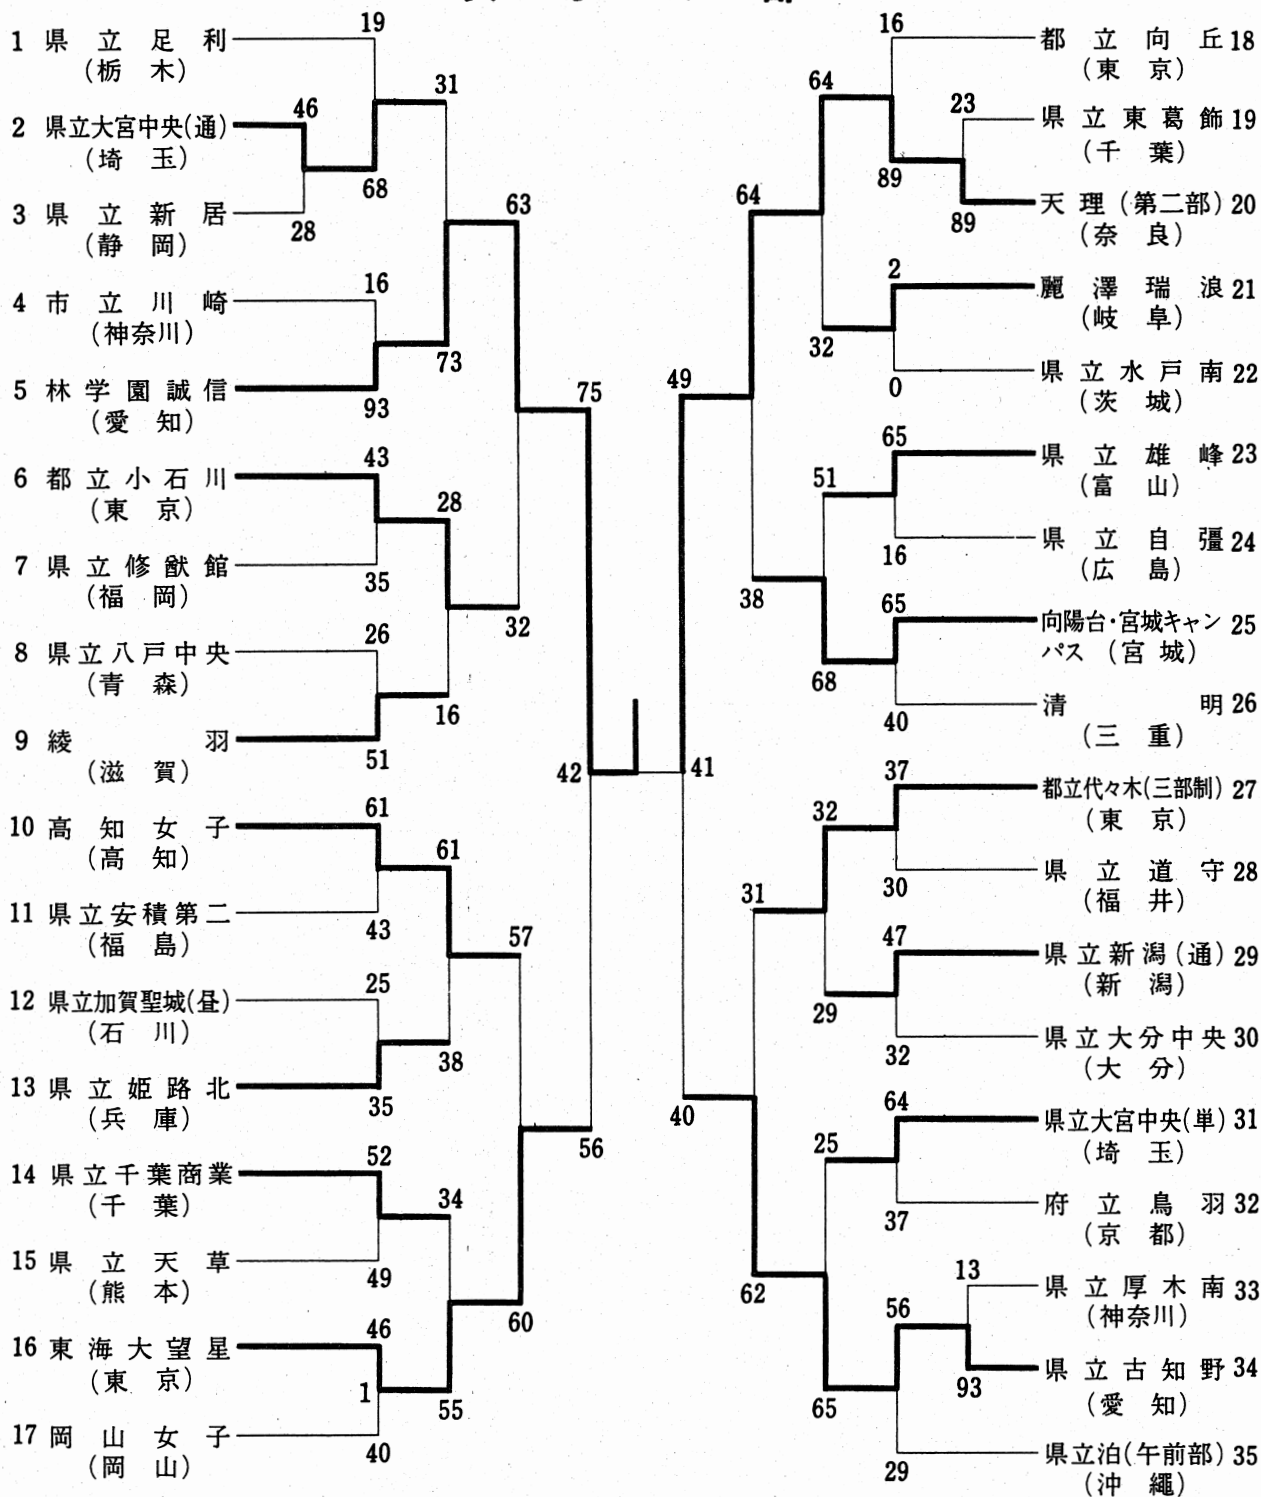 19
1 県立足利
(栃木)
31
46
2 県立大宮中央(通)
(埼玉)
68
63
3 県立新居
(静岡)
28
16
4 市立川崎
(神奈川)
73
5 林学園誠信
(愛知)
93
75
43
6 都立小石川
(東京)
28
7 県立修猷館
(福岡)
35
32
26
8 県立八戸中央
(青森)
16
9 綾羽
(滋賀)
51
42
61
10 高知女子
(高知)
61
11 県立安積第二
(福島)
43
57
25
12 県立加賀聖城(昼)
(石川)
38
13 県立姫路北
(兵庫)
35
56
52
14 県立千葉商業
(千葉)
34
15 県立天草
(熊本)
49
60
46
16 東海大望星
(東京)
1
55
17 岡山女子
(岡山)
40
16
都立向丘 18
(東京)
64
23
県立東葛飾 19
(千葉)
89
64
天理(第二部) 20
(奈良)
89
2
麗澤瑞浪 21
(岐阜)
32
県立水戸南 22
(茨城)
0
49
65
県立雄峰 23
(富山)
51
県立自彊 24
(広島)
16
38
65
向陽台・宮城キャン 25
パス(宮城)
68
清明 26
(三重)
40
41
37
都立代々木(三部制) 27
(東京)
32
県立道守 28
(福井)
30
31
47
県立新潟(通) 29
(新潟)
29
県立大分中央 30
(大分)
32
40
64
県立大宮中央(単) 31
(埼玉)
25
府立鳥羽 32
(京都)
37
62
13
県立厚木南 33
(神奈川)
56
県立古知野 34
(愛知)
93
65
県立泊(午前部) 35
(沖繩)
29